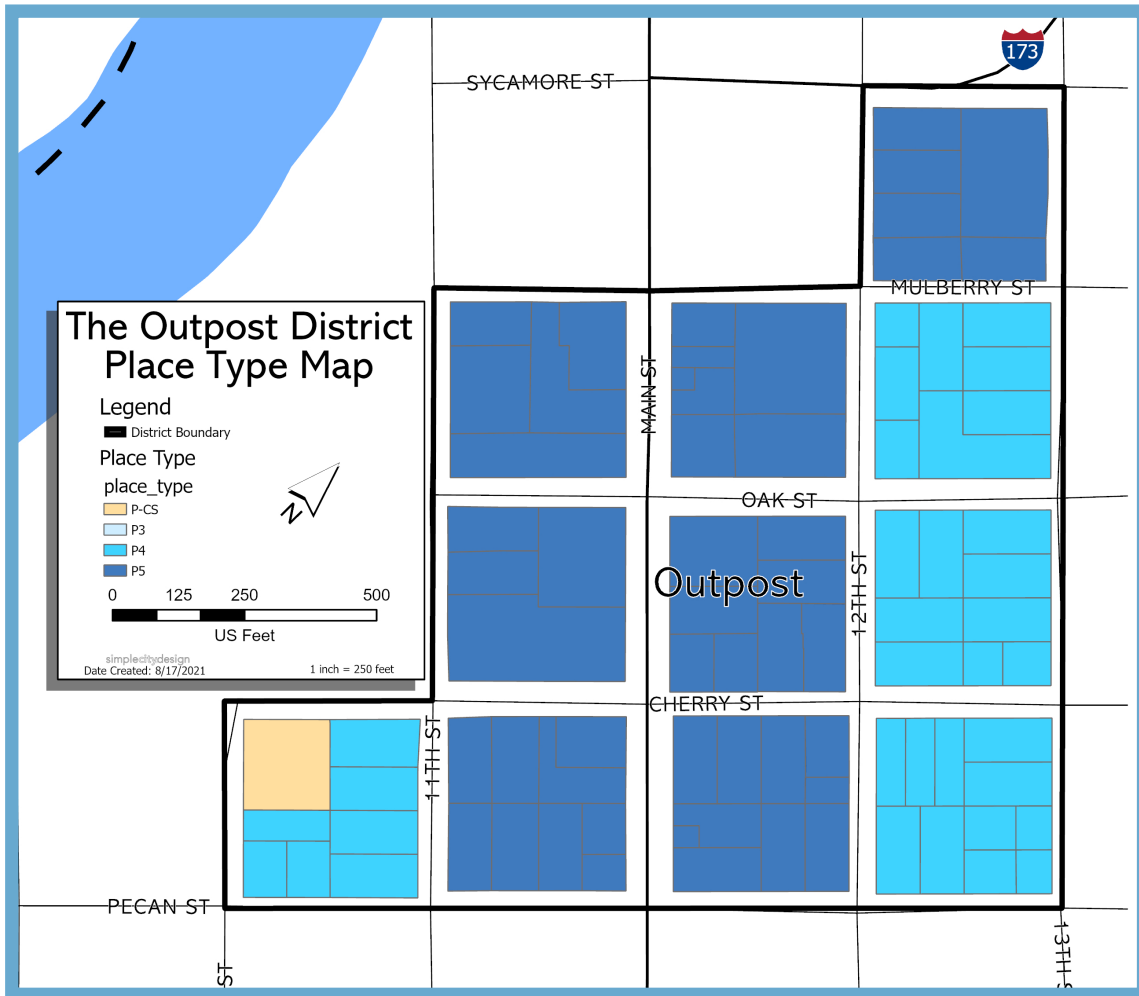 173
SYCAMORE ST
MULBERRY ST
The Outpost District
Place Type Map
Legend
District Boundary
Place Type
place_type
P-CS
P3
P4
P5
N
0 125 250 500
US Feet
simplecitydesign
Date Created: 8/17/2021
1 inch = 250 feet
MAIN ST
OAK ST
Outpost
12TH ST
CHERRY ST
11TH ST
PECAN ST
ST
13TH S